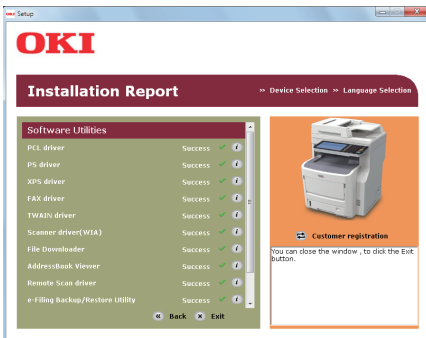 Setup
OKI
Installation Report
» Device Selection » Language Selection
Software Utilities
PCL driver Success
PS driver Success
XPS driver Success
FAX driver Success
TWAIN driver Success
Scanner driver(WIA) Success
File Downloader Success
AddressBook Viewer Success
Remote Scan driver Success
e-Filing Backup/Restore Utility Success
Back Exit
Customer registration
You can close the window , to click the Exit
button.